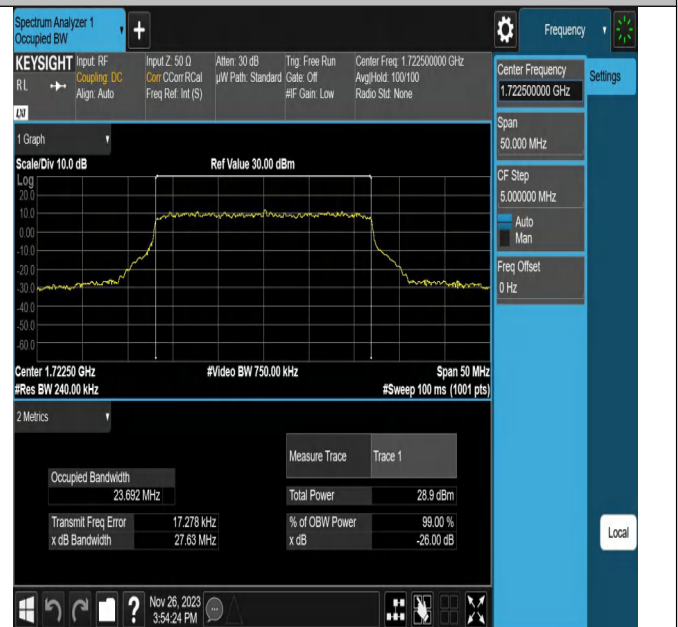 Spectrum Analyzer 1
Occupied BW
+
Frequency
KEYSIGHT
RL
LXI
Input: RF
Coupling: DC
Align: Auto
Input Z: 50 Ω
Corr CCorr RCal
Freq Ref: Int (S)
Atten: 30 dB
µW Path: Standard
Trig: Free Run
Gate: Off
#IF Gain: Low
Center Freq: 1.722500000 GHz
Avg|Hold: 100/100
Radio Std: None
Center Frequency
1.722500000 GHz
Settings
Span
50.000 MHz
CF Step
5.000000 MHz
Auto
Man
Freq Offset
0 Hz
1 Graph
Scale/Div 10.0 dB
Ref Value 30.00 dBm
Log
20.0
10.0
0.00
-10.0
-20.0
-30.0
-40.0
-50.0
-60.0
Center 1.72250 GHz
#Video BW 750.00 kHz
Span 50 MHz
#Res BW 240.00 kHz
#Sweep 100 ms (1001 pts)
2 Metrics
Measure Trace
Trace 1
Occupied Bandwidth
23.692 MHz
Total Power
28.9 dBm
Transmit Freq Error
17.278 kHz
% of OBW Power
99.00 %
x dB Bandwidth
27.63 MHz
x dB
-26.00 dB
Local
?
Nov 26, 2023
3:54:24 PM